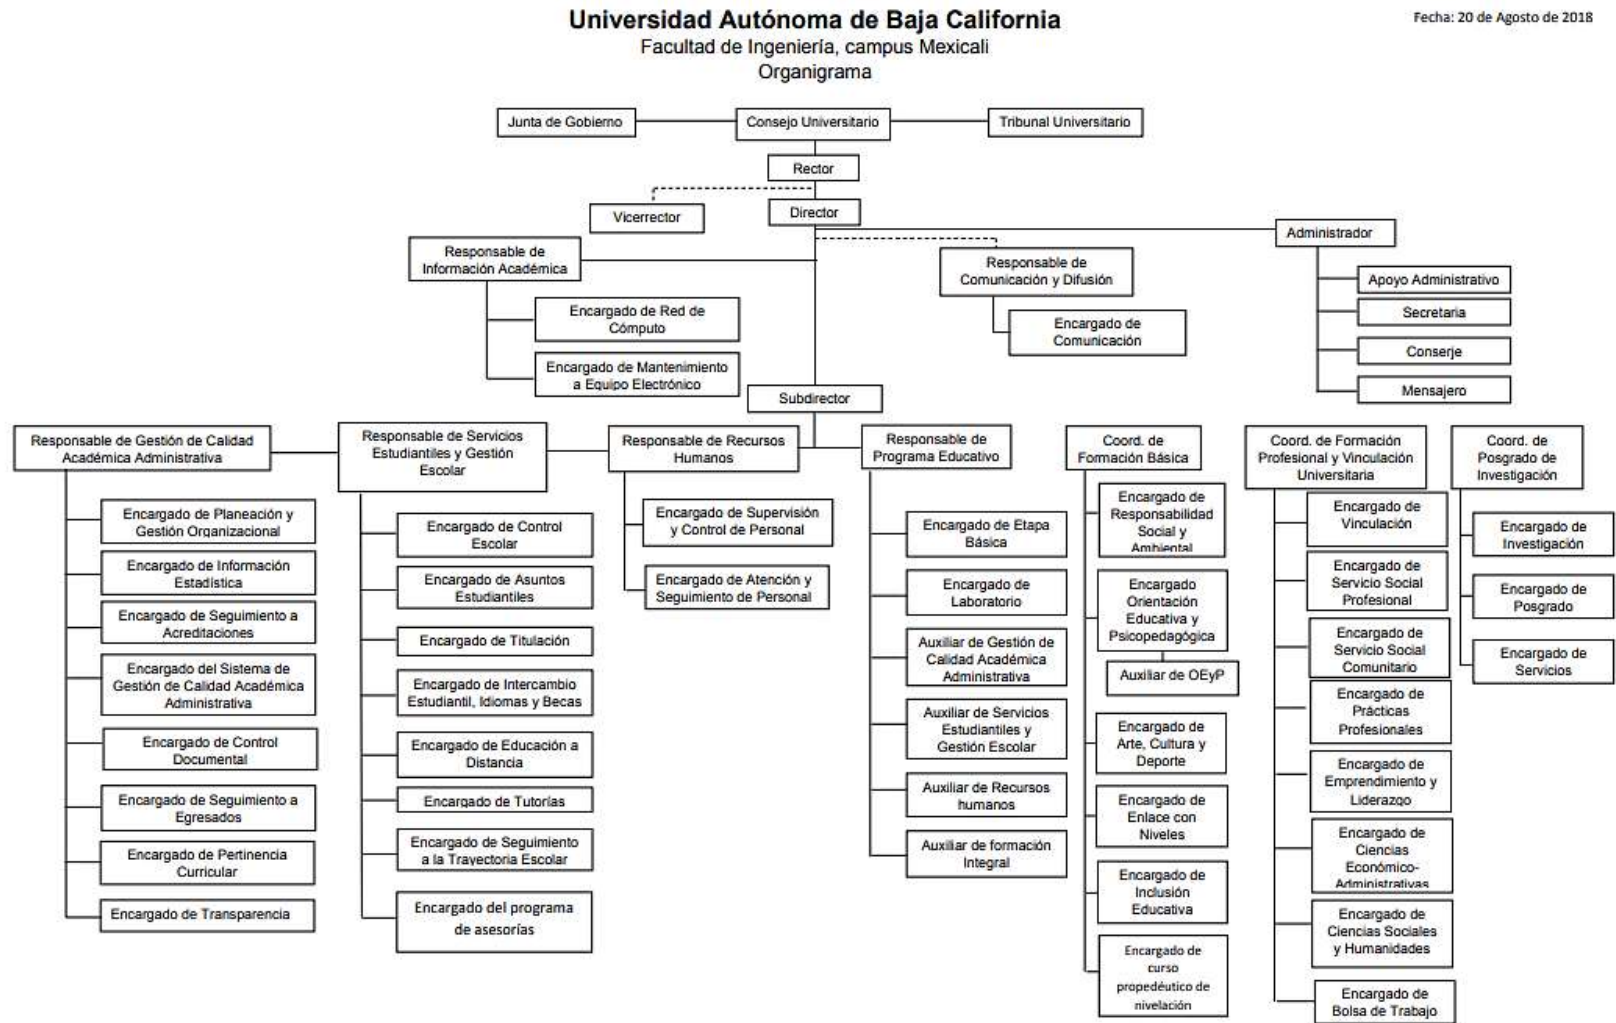 Universidad Autónoma de Baja California
Fecha: 20 de Agosto de 2018
Facultad de Ingeniería, campus Mexicali
Organigrama
Junta de Gobierno
Consejo Universitario
Tribunal Universitario
Rector
Vicerrector
Director
Administrador
Responsable de
Información Académica
Responsable de
Comunicación y Difusión
Apoyo Administrativo
Secretaria
Conserje
Mensajero
Encargado de Red de
Cómputo
Encargado de Mantenimiento
a Equipo Electrónico
Encargado de
Comunicación
Subdirector
Responsable de Gestión de Calidad
Académica Administrativa
Encargado de Planeación y
Gestión Organizacional
Encargado de Información
Estadística
Encargado de Seguimiento a
Acreditaciones
Encargado del Sistema de
Gestión de Calidad Académica
Administrativa
Encargado de Control
Documental
Encargado de Seguimiento a
Egresados
Encargado de Pertinencia
Curricular
Encargado de Transparencia
Responsable de Servicios
Estudiantiles y Gestión
Escolar
Encargado de Control
Escolar
Encargado de Asuntos
Estudiantiles
Encargado de Titulación
Encargado de Intercambio
Estudiantil, Idiomas y Becas
Encargado de Educación a
Distancia
Encargado de Tutorías
Encargado de Seguimiento
a la Trayectoria Escolar
Encargado del programa
de asesorías
Responsable de Recursos
Humanos
Encargado de Supervisión
y Control de Personal
Encargado de Atención y
Seguimiento de Personal
Responsable de
Programa Educativo
Encargado de Etapa
Básica
Encargado de
Laboratorio
Auxiliar de Gestión de
Calidad Académica
Administrativa
Auxiliar de Servicios
Estudiantiles y
Gestión Escolar
Auxiliar de Recursos
humanos
Auxiliar de formación
Integral
Coord. de
Formación Básica
Encargado de
Responsabilidad
Social y
Ambiental
Encargado
Orientación
Educativa y
Psicopedagógica
Auxiliar de OEyP
Encargado de
Arte, Cultura y
Deporte
Encargado de
Enlace con
Niveles
Encargado de
Inclusión
Educativa
Encargado de
curso
propedéutico de
nivelación
Coord. de Formación
Profesional y Vinculación
Universitaria
Encargado de
Vinculación
Encargado de
Servicio Social
Profesional
Encargado de
Servicio Social
Comunitario
Encargado de
Prácticas
Profesionales
Encargado de
Emprendimiento y
Liderazgo
Encargado de
Ciencias
Económico-
Administrativas
Encargado de
Ciencias Sociales
y Humanidades
Encargado de
Bolsa de Trabajo
Coord. de
Posgrado de
Investigación
Encargado de
Investigación
Encargado de
Posgrado
Encargado de
Servicios